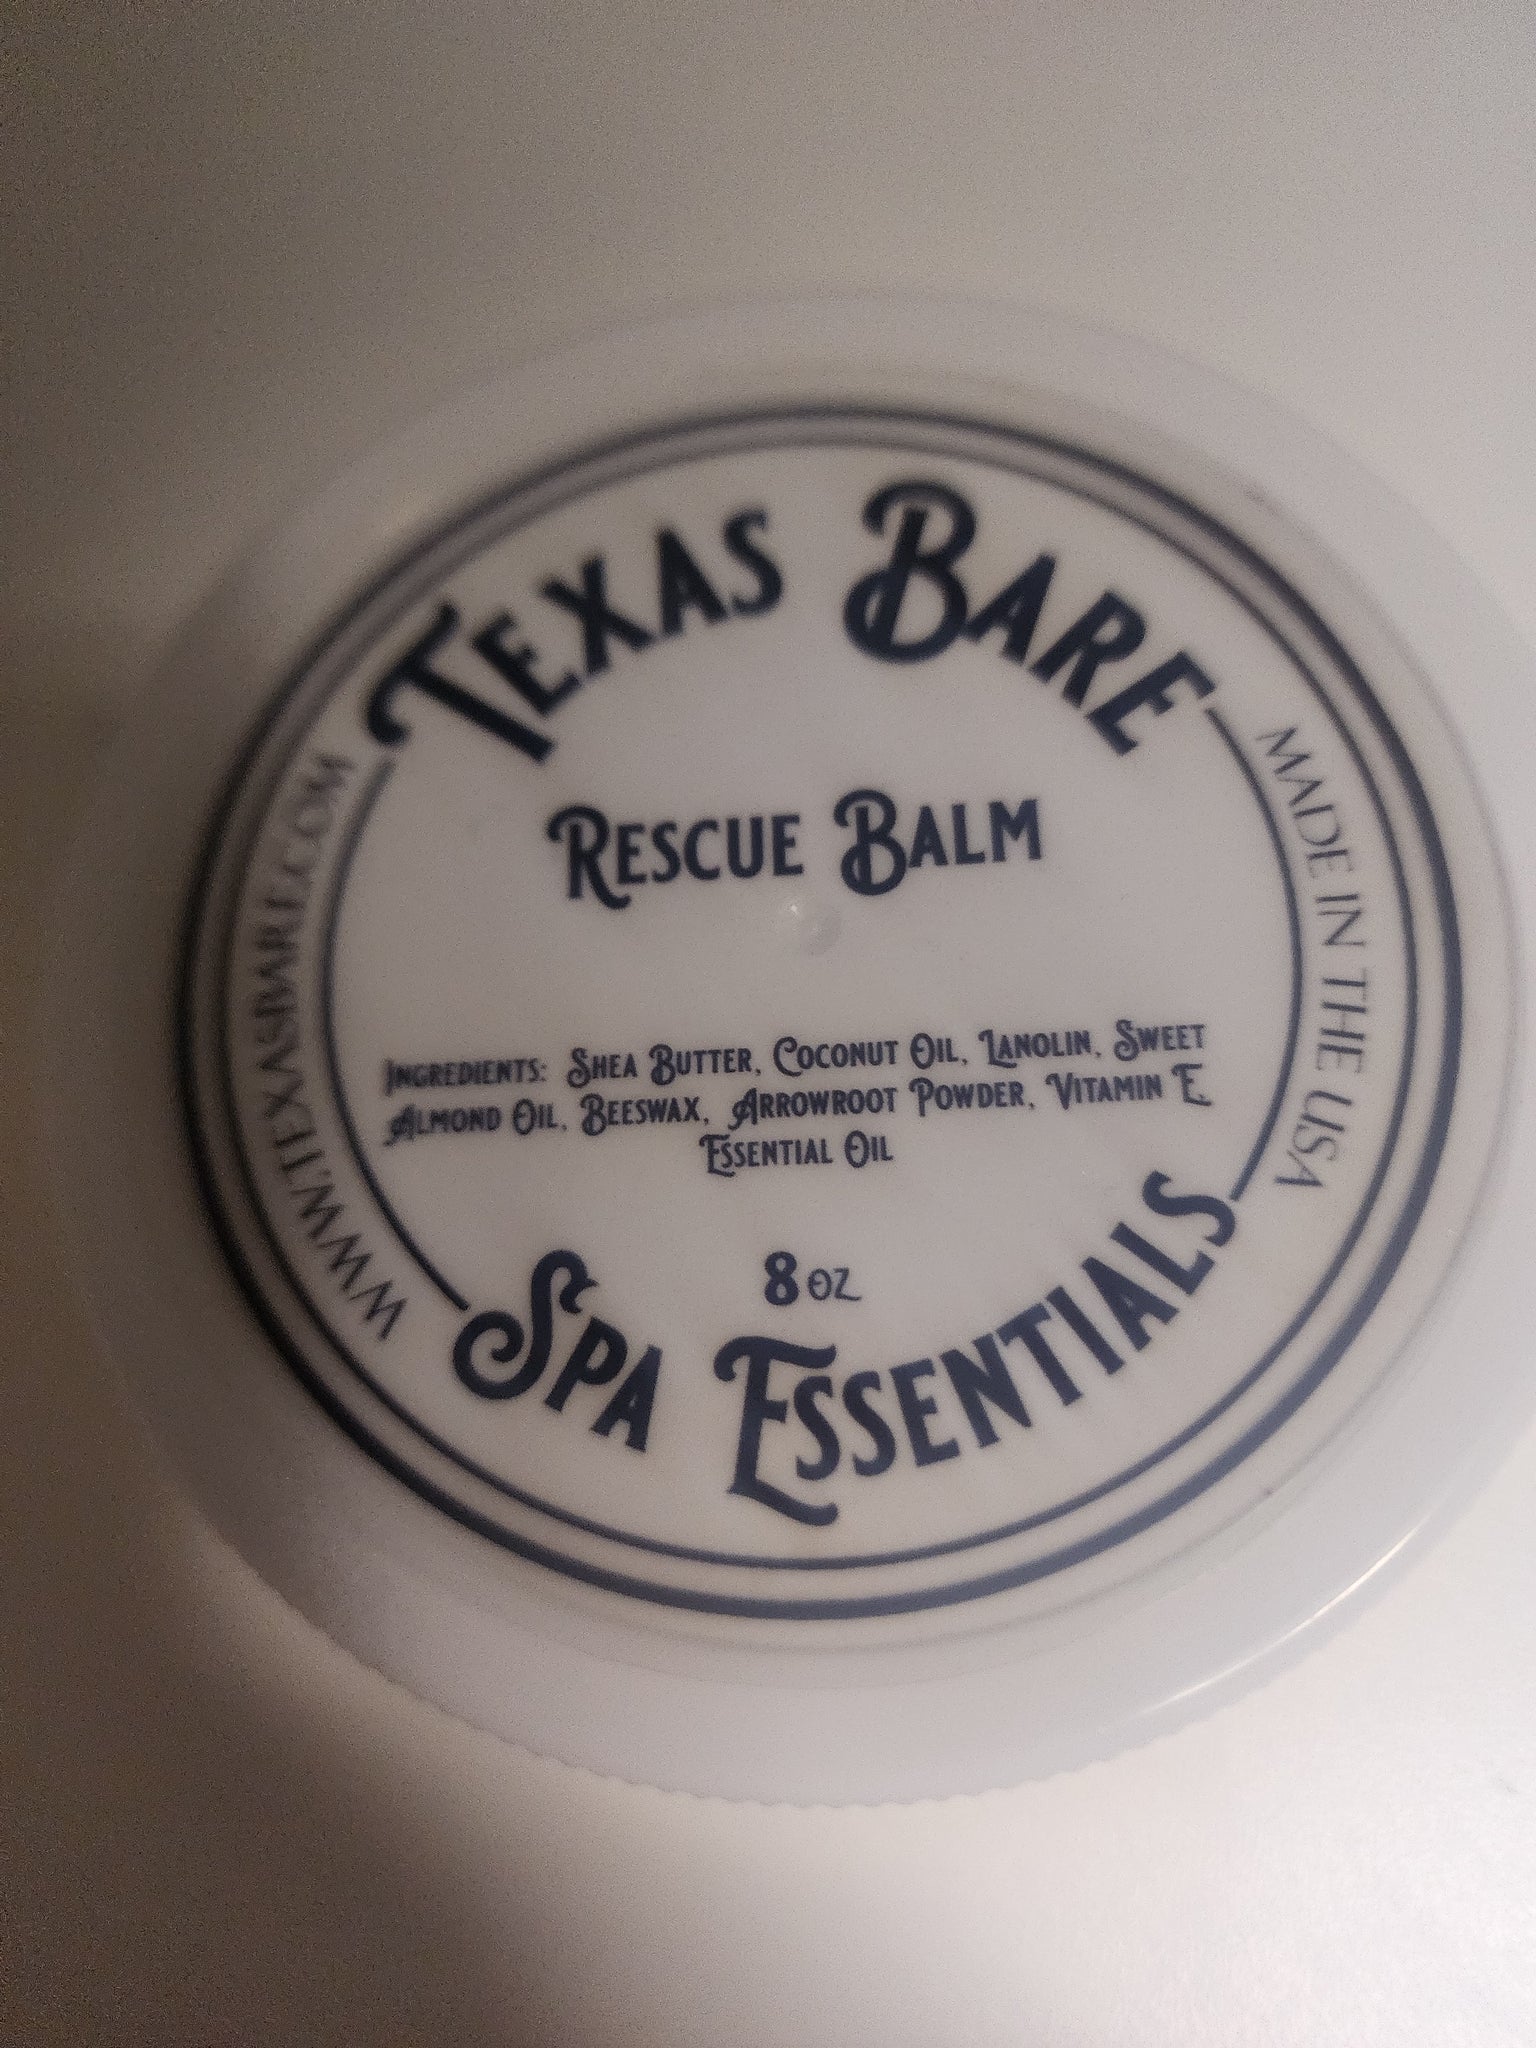 Texas Bare
Rescue Balm
Ingredients: Shea Butter, Coconut Oil, Lanolin, Sweet
Almond Oil, Beeswax, Arrowroot Powder, Vitamin E,
Essential Oil
8 oz
Spa Essentials
WWW.TEXASBARE.COM
MADE IN THE USA